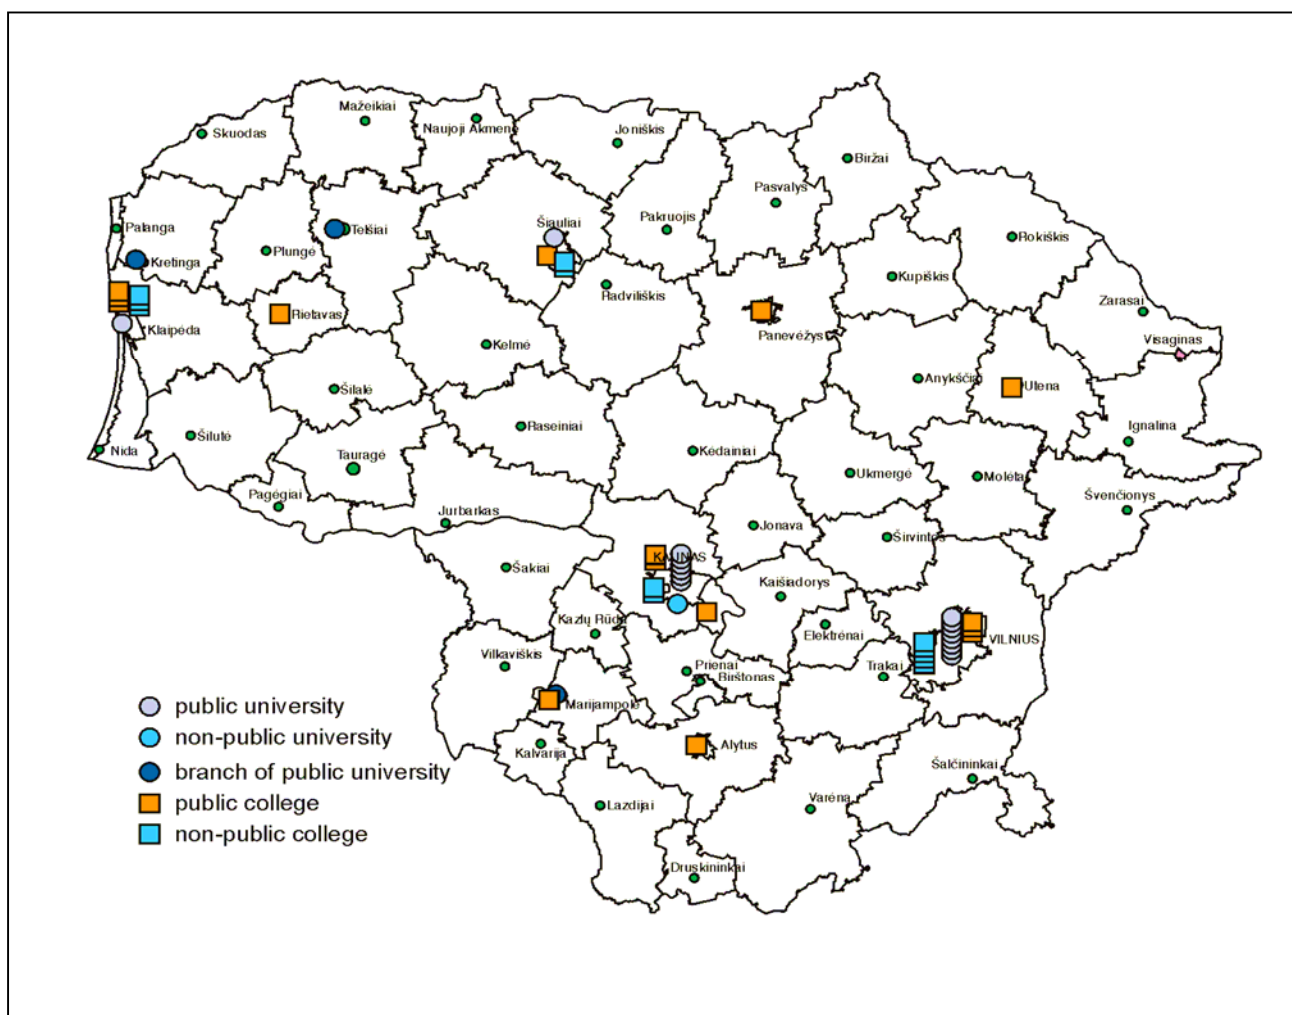 Mažeikiai
Skuodas
Naujoji Akmenė
Joniškis
Biržai
Pasvalys
Palanga
Telšiai
Šiauliai
Pakruojis
Rokiškis
Plungė
Kretinga
Kupiškis
Radviliškis
Zarasai
Rietavas
Klaipėda
Panevėžys
Visaginas
Kelmė
Anykščiai
Utena
Šilalė
Raseiniai
Ignalina
Šilutė
Nida
Tauragė
Kėdainiai
Ukmergė
Molėtai
Pagėgiai
Švenčionys
Jurbarkas
Jonava
Širvintos
KAUNAS
Šakiai
Kaišiadorys
Kazlų Rūda
Elektrėnai
VILNIUS
Vilkaviškis
Prienai
Trakai
Birštonas
Marijampolė
public university
non-public university
Kalvarija
Alytus
branch of public university
Šalčininkai
public college
Lazdijai
Varėna
non-public college
Druskininkai